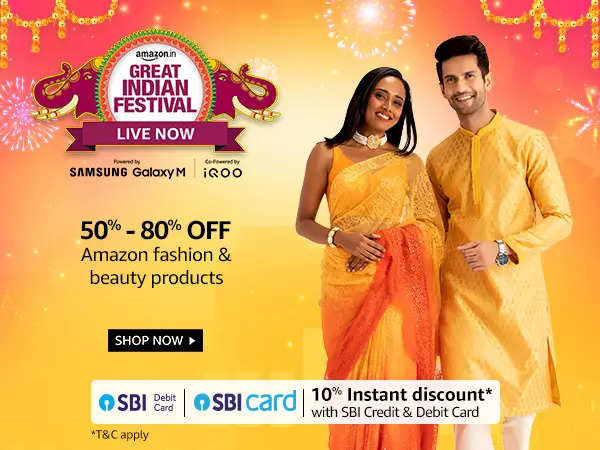 amazon.in
GREAT
INDIAN
FESTIVAL
LIVE NOW
Powered by
SAMSUNG Galaxy M
Co-Powered by
iQOO
50% - 80% OFF
Amazon fashion &
beauty products
SHOP NOW
SBI Debit Card
SBI card
10% Instant discount*
with SBI Credit & Debit Card
*T&C apply